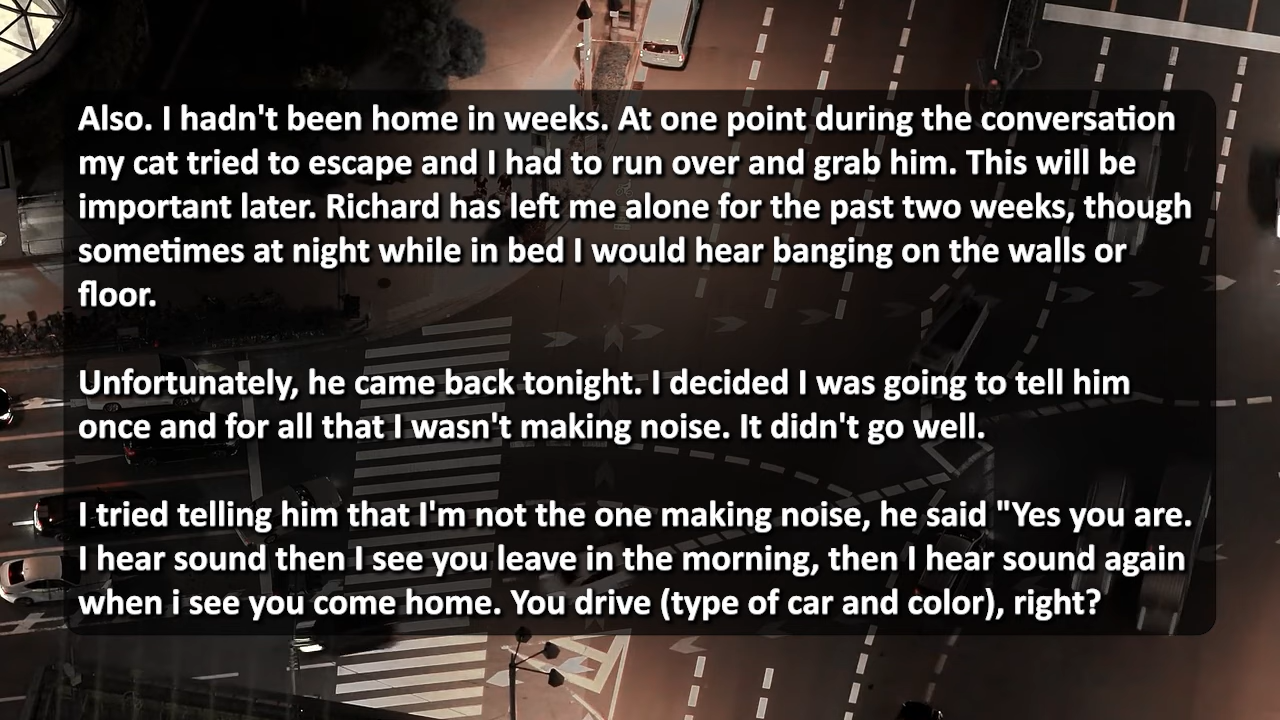 Also. I hadn't been home in weeks. At one point during the conversation
my cat tried to escape and I had to run over and grab him. This will be
important later. Richard has left me alone for the past two weeks, though
sometimes at night while in bed I would hear banging on the walls or
floor.
Unfortunately, he came back tonight. I decided I was going to tell him
once and for all that I wasn't making noise. It didn't go well.
I tried telling him that I'm not the one making noise, he said "Yes you are.
I hear sound then I see you leave in the morning, then I hear sound again
when i see you come home. You drive (type of car and color), right?